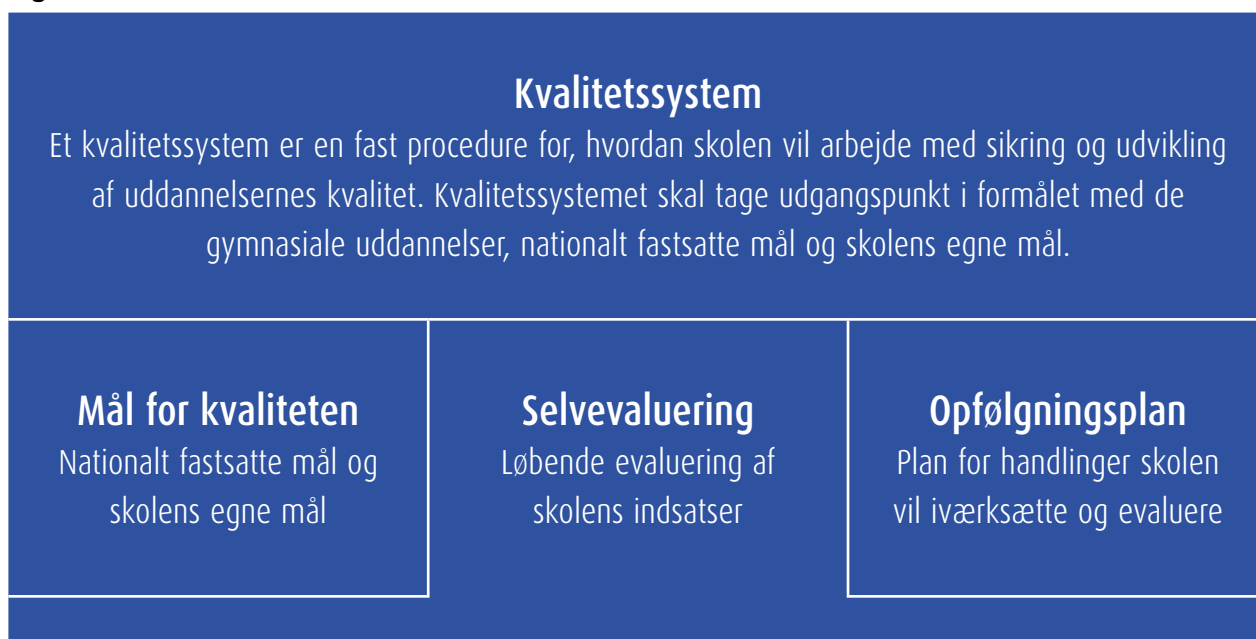 Kvalitetssystem
Et kvalitetssystem er en fast procedure for, hvordan skolen vil arbejde med sikring og udvikling
af uddannelsernes kvalitet. Kvalitetssystemet skal tage udgangspunkt i formålet med de
gymnasiale uddannelser, nationalt fastsatte mål og skolens egne mål.
Mål for kvaliteten
Nationalt fastsatte mål og
skolens egne mål
Selvevaluering
Løbende evaluering af
skolens indsatser
Opfølgningsplan
Plan for handlinger skolen
vil iværksætte og evaluere